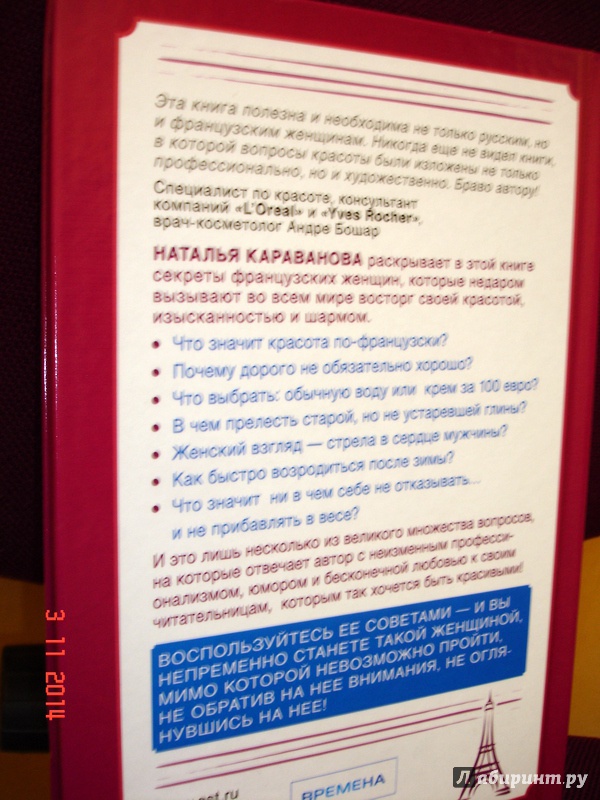 Эта книга полезна и необходима не только русским, но
и французским женщинам. Никогда еще не видел книги,
в которой вопросы красоты были изложены не только
профессионально, но и художественно. Браво автору!
Специалист по красоте, консультант
компаний «L'Oreal» и «Yves Rocher»,
врач-косметолог Андре Бошар
НАТАЛЬЯ КАРАВАНОВА раскрывает в этой книге
секреты французских женщин, которые недаром
вызывают во всем мире восторг своей красотой,
изысканностью и шармом.
• Что значит красота по-французски?
• Почему дорого не обязательно хорошо?
• Что выбрать: обычную воду или крем за 100 евро?
• В чем прелесть старой, но не устаревшей глины?
• Женский взгляд — стрела в сердце мужчины?
• Как быстро возродиться после зимы?
• Что значит ни в чем себе не отказывать...
и не прибавлять в весе?
И это лишь несколько из великого множества вопросов,
на которые отвечает автор с неизменным професси-
онализмом, юмором и бесконечной любовью к своим
читательницам, которым так хочется быть красивыми!
ВОСПОЛЬЗУЙТЕСЬ ЕЕ СОВЕТАМИ — И ВЫ
НЕПРЕМЕННО СТАНЕТЕ ТАКОЙ ЖЕНЩИНОЙ,
МИМО КОТОРОЙ НЕВОЗМОЖНО ПРОЙТИ,
НЕ ОБРАТИВ НА НЕЕ ВНИМАНИЯ, НЕ ОГЛЯ-
НУВШИСЬ НА НЕЕ!
ВРЕМЕНА
3 11 2014
Лабиринт.ру